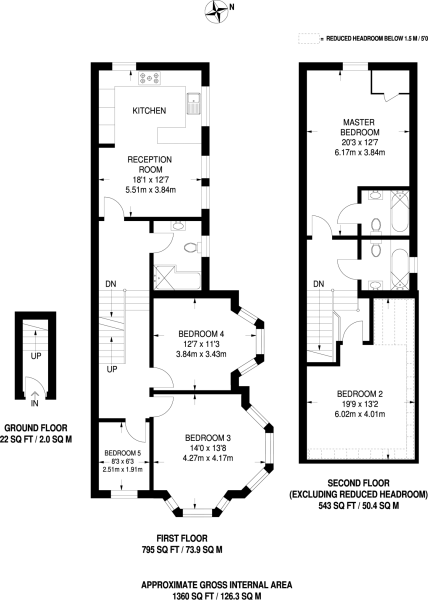 N
= REDUCED HEADROOM BELOW 1.5 M / 5'0
KITCHEN
RECEPTION
ROOM
18'1 x 12'7
5.51m x 3.84m
DN
UP
BEDROOM 4
12'7 x 11'3
3.84m x 3.43m
BEDROOM 3
14'0 x 13'8
4.27m x 4.17m
BEDROOM 5
8'3 x 6'3
2.51m x 1.91m
FIRST FLOOR
795 SQ FT / 73.9 SQ M
UP
IN
GROUND FLOOR
22 SQ FT / 2.0 SQ M
MASTER
BEDROOM
20'3 x 12'7
6.17m x 3.84m
DN
BEDROOM 2
19'9 x 13'2
6.02m x 4.01m
SECOND FLOOR
(EXCLUDING REDUCED HEADROOM)
543 SQ FT / 50.4 SQ M
APPROXIMATE GROSS INTERNAL AREA
1360 SQ FT / 126.3 SQ M